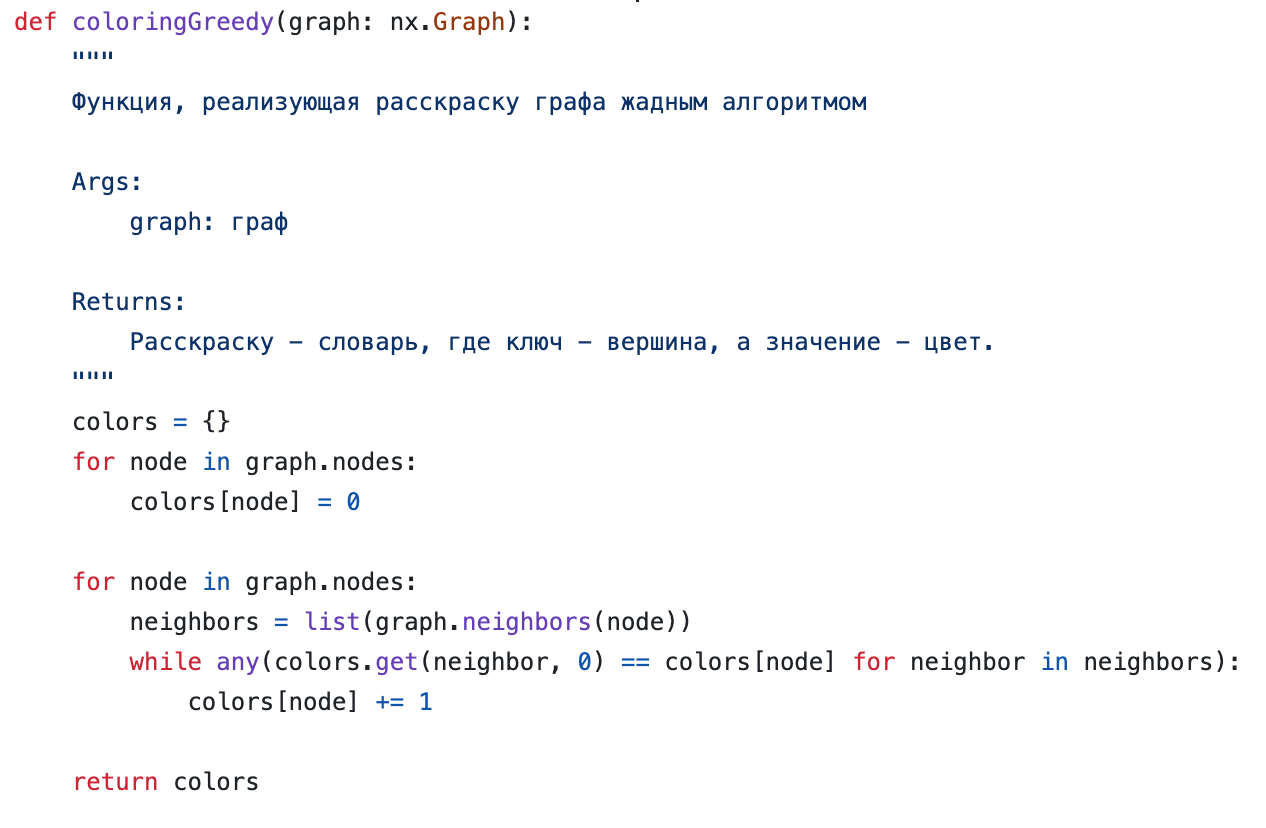 def coloringGreedy(graph: nx.Graph):
    """
    Функция, реализующая расскраску графа жадным алгоритмом

    Args:
        graph: граф

    Returns:
        Расскраску – словарь, где ключ – вершина, а значение – цвет.
    """
    colors = {}
    for node in graph.nodes:
        colors[node] = 0

    for node in graph.nodes:
        neighbors = list(graph.neighbors(node))
        while any(colors.get(neighbor, 0) == colors[node] for neighbor in neighbors):
            colors[node] += 1

    return colors